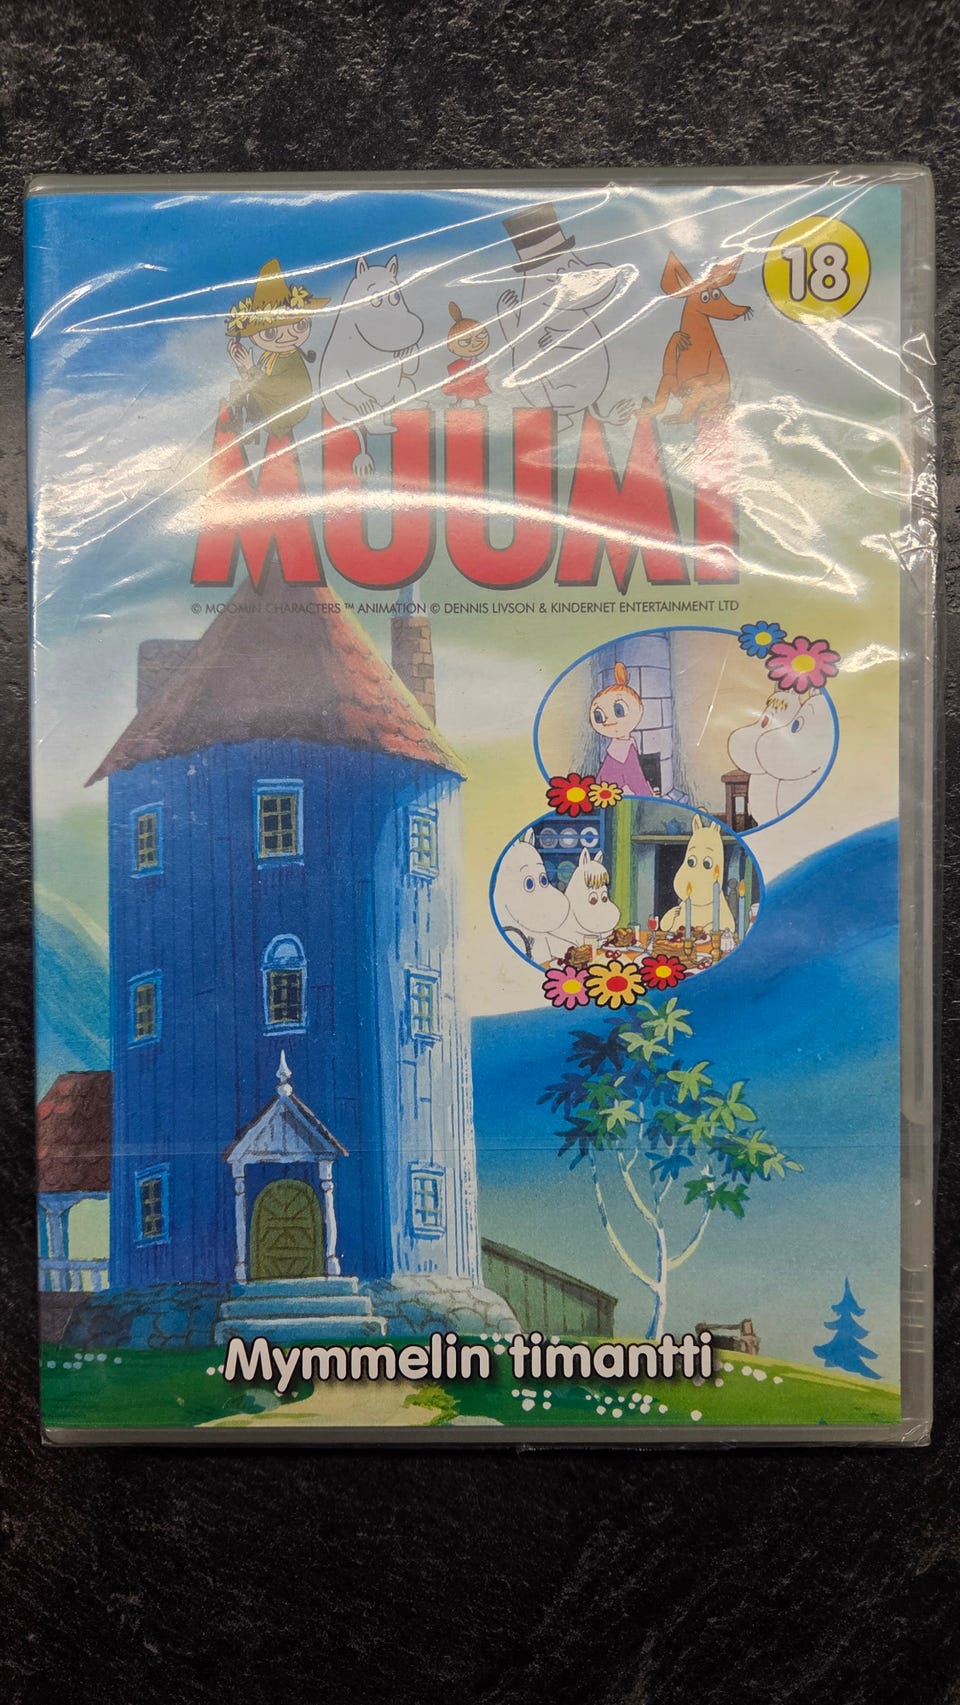 18
MUUMI
© MOOMIN CHARACTERS ™ ANIMATION © DENNIS LIVSON & KINDERNET ENTERTAINMENT LTD
Mymmelin timantti